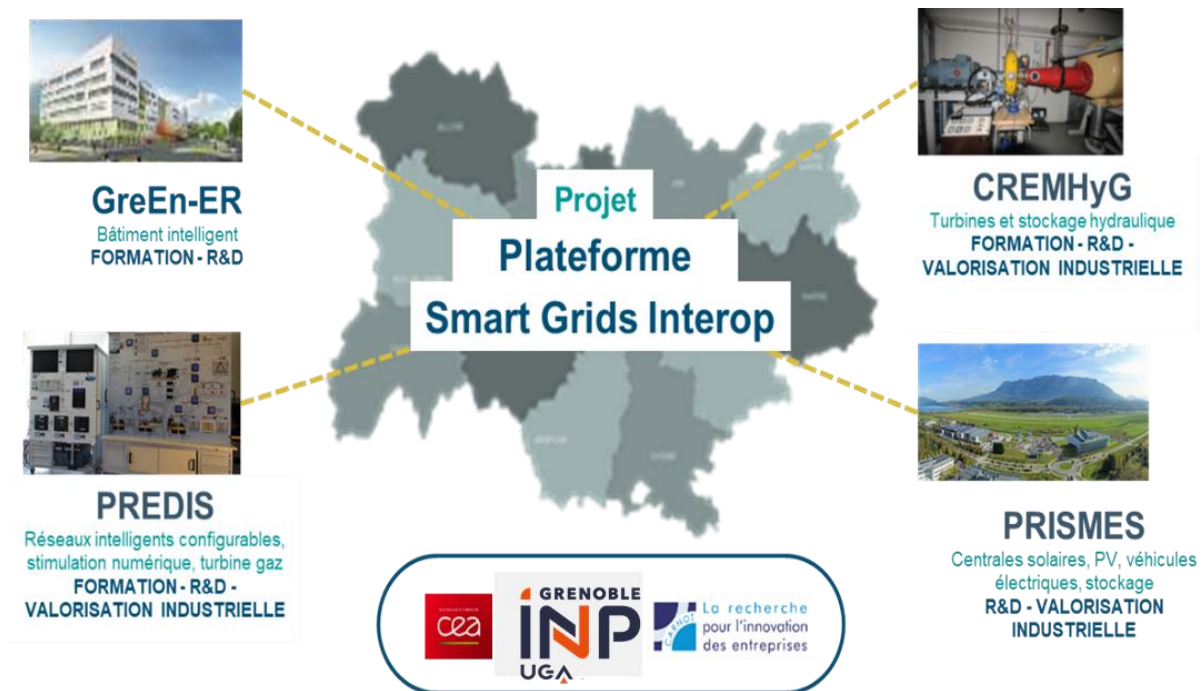 GreEn-ER
Bâtiment intelligent
FORMATION - R&D
PREDIS
Réseaux intelligents configurables,
stimulation numérique, turbine gaz
FORMATION - R&D -
VALORISATION INDUSTRIELLE
Projet
Plateforme
Smart Grids Interop
CREMHyG
Turbines et stockage hydraulique
FORMATION - R&D -
VALORISATION INDUSTRIELLE
PRISMES
Centrales solaires, PV, véhicules
électriques, stockage
R&D - VALORISATION
INDUSTRIELLE
cea
GRENOBLE
INP
UGA
CARNOT
La recherche
pour l'innovation
des entreprises